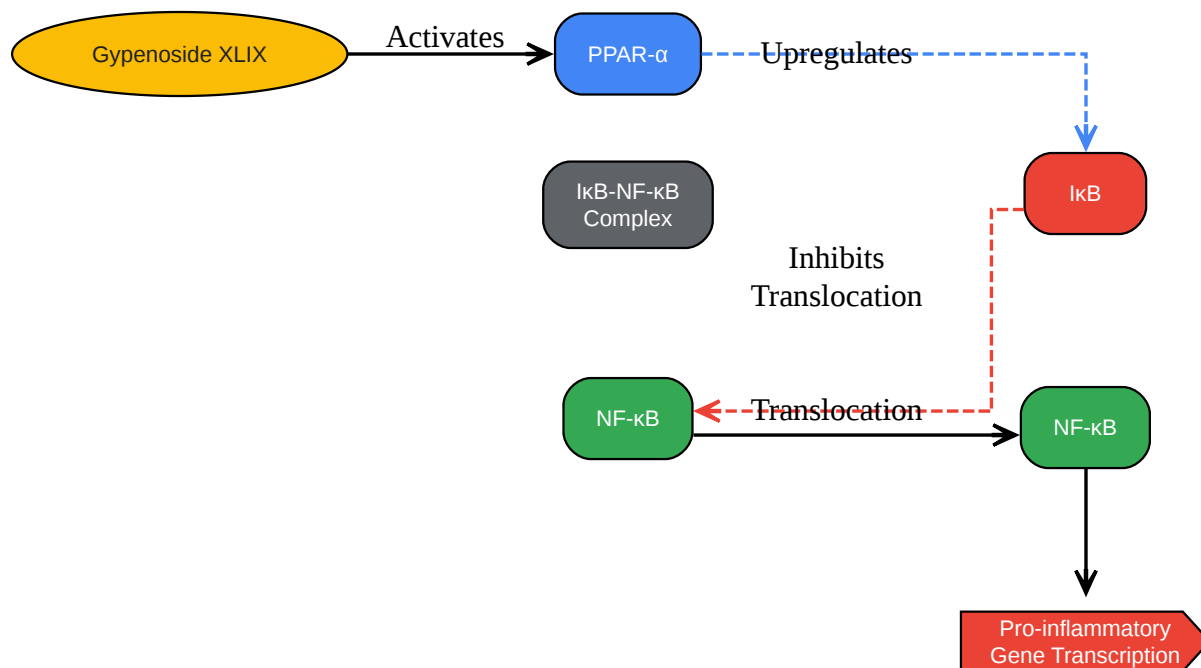 Gypenoside XLIX
Activates
PPAR-α
Upregulates
IκB-NF-κB
Complex
IκB
Inhibits
Translocation
NF-κB
Translocation
NF-κB
Pro-inflammatory
Gene Transcription